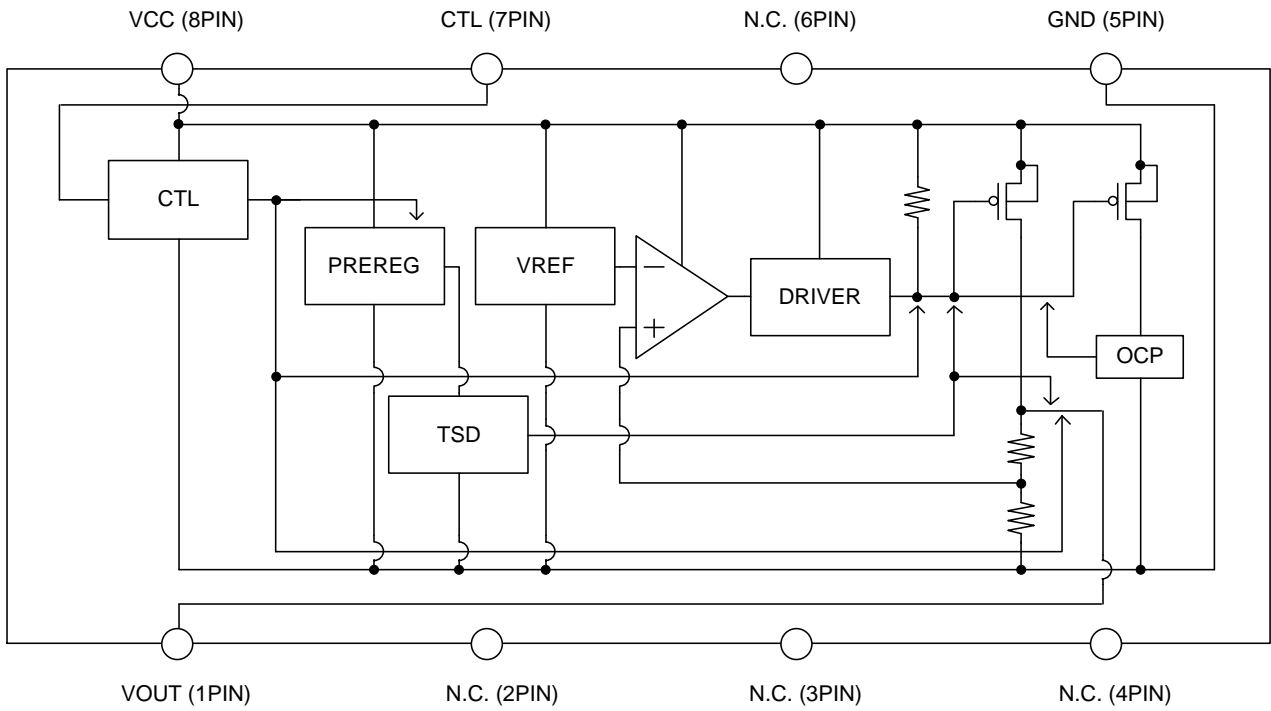 VCC (8PIN)
CTL (7PIN)
N.C. (6PIN)
GND (5PIN)
CTL
PREREG
VREF
−
+
DRIVER
OCP
TSD
VOUT (1PIN)
N.C. (2PIN)
N.C. (3PIN)
N.C. (4PIN)